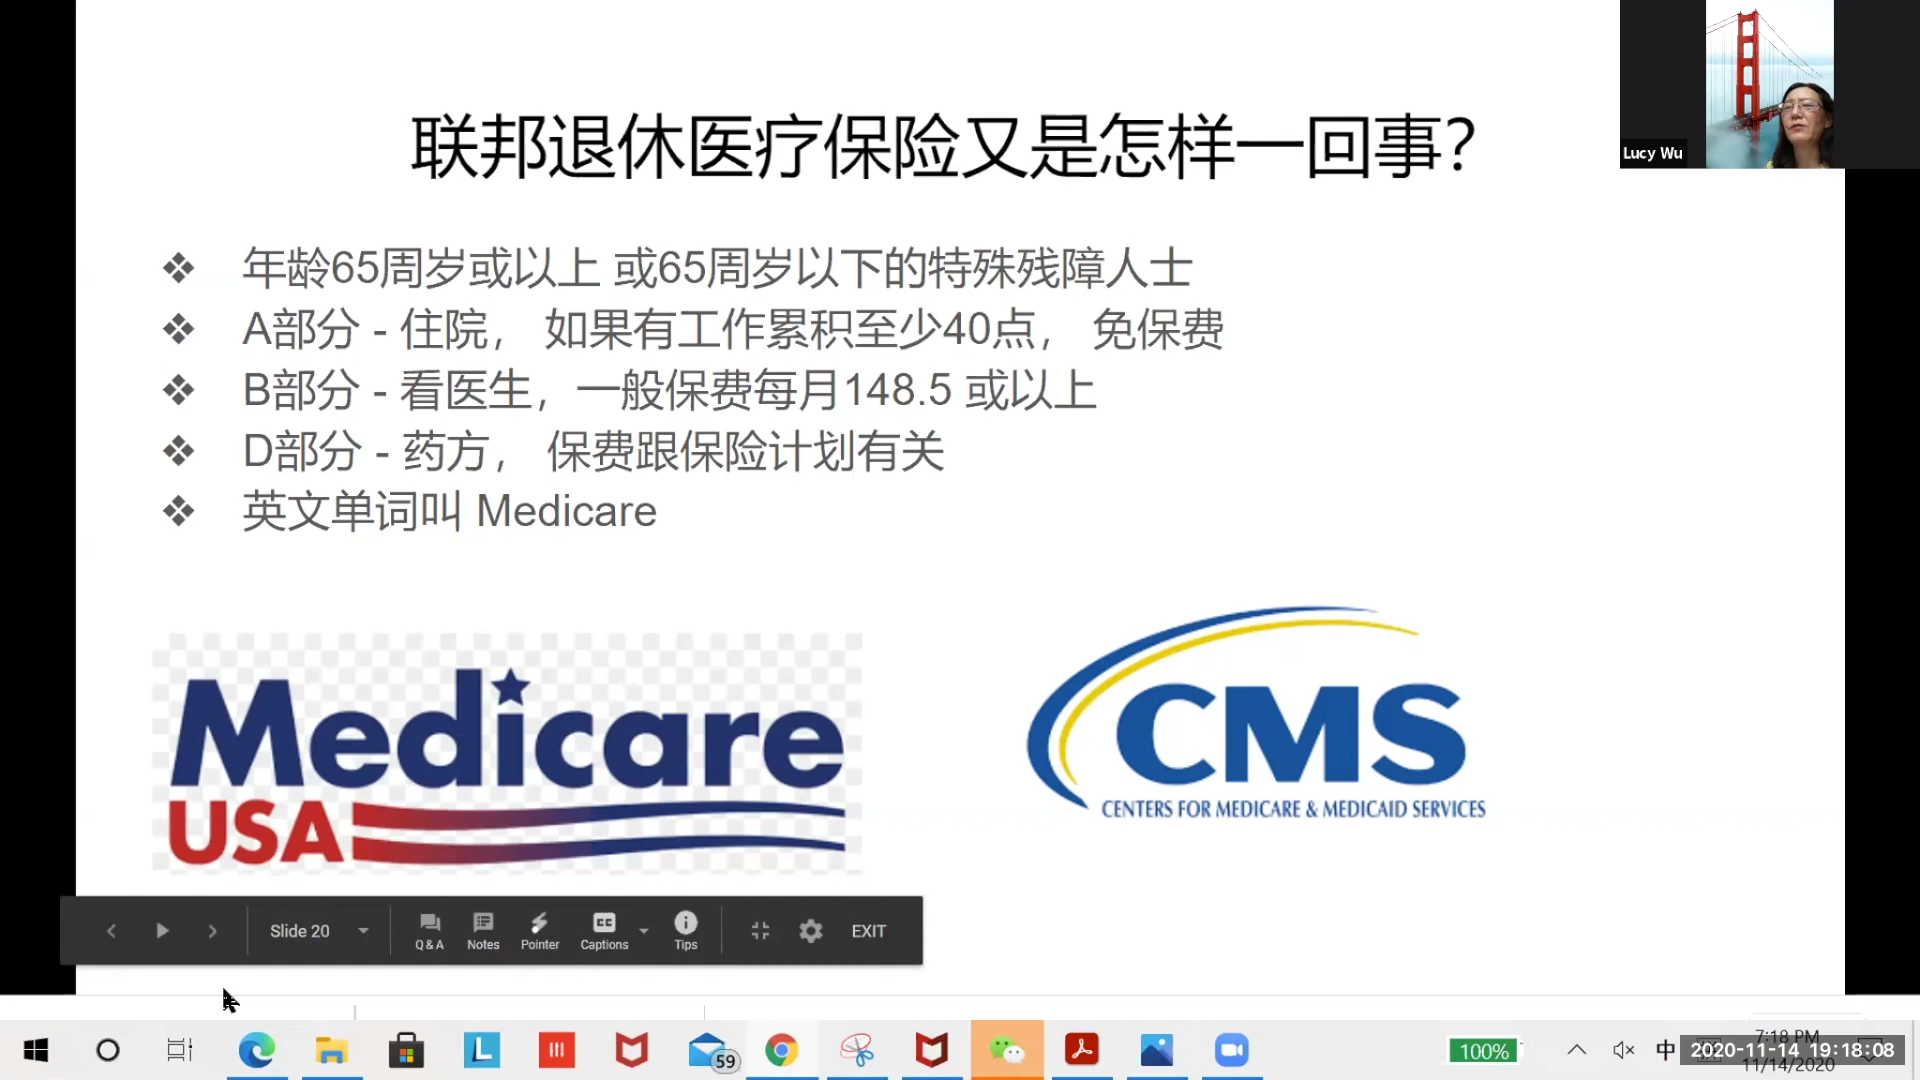 联邦退休医疗保险又是怎样一回事?
Lucy Wu
❖ 年龄65周岁或以上 或65周岁以下的特殊残障人士
❖ A部分 - 住院， 如果有工作累积至少40点， 免保费
❖ B部分 - 看医生，一般保费每月148.5 或以上
❖ D部分 - 药方， 保费跟保险计划有关
❖ 英文单词叫 Medicare
Medicare
USA
CMS
CENTERS FOR MEDICARE & MEDICAID SERVICES
Slide 20
Q & A
Notes
Pointer
CC
Captions
Tips
EXIT
L
59
100%
中
7:18 PM
2020-11-14 19:18:08
11/14/2020